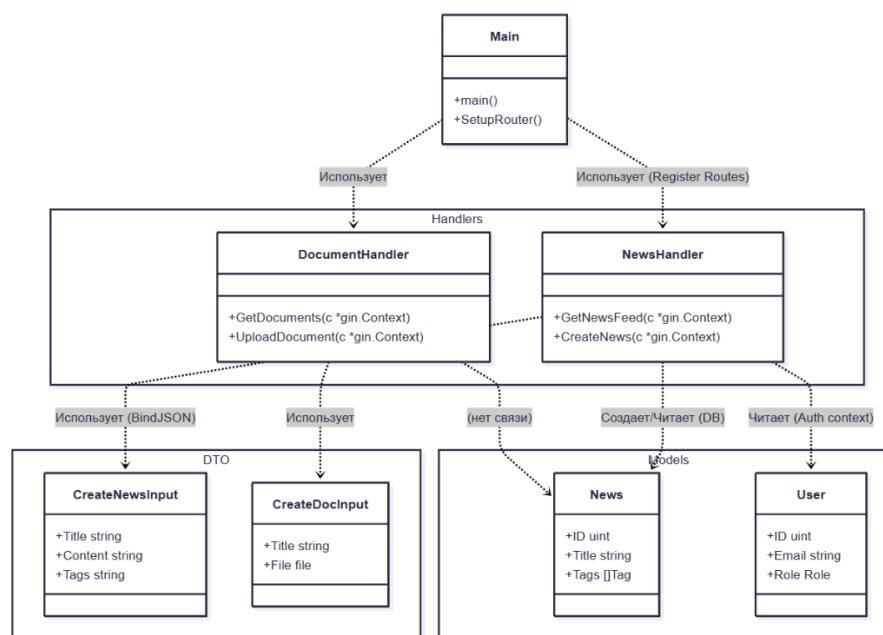 Main
+main()
+SetupRouter()
Использует
Использует (Register Routes)
Handlers
DocumentHandler
+GetDocuments(c *gin.Context)
+UploadDocument(c *gin.Context)
NewsHandler
+GetNewsFeed(c *gin.Context)
+CreateNews(c *gin.Context)
Использует (BindJSON)
Использует
(нет связи)
Создает/Читает (DB)
Читает (Auth context)
DTO
CreateNewsInput
+Title string
+Content string
+Tags string
CreateDocInput
+Title string
+File file
Models
News
+ID uint
+Title string
+Tags []Tag
User
+ID uint
+Email string
+Role Role